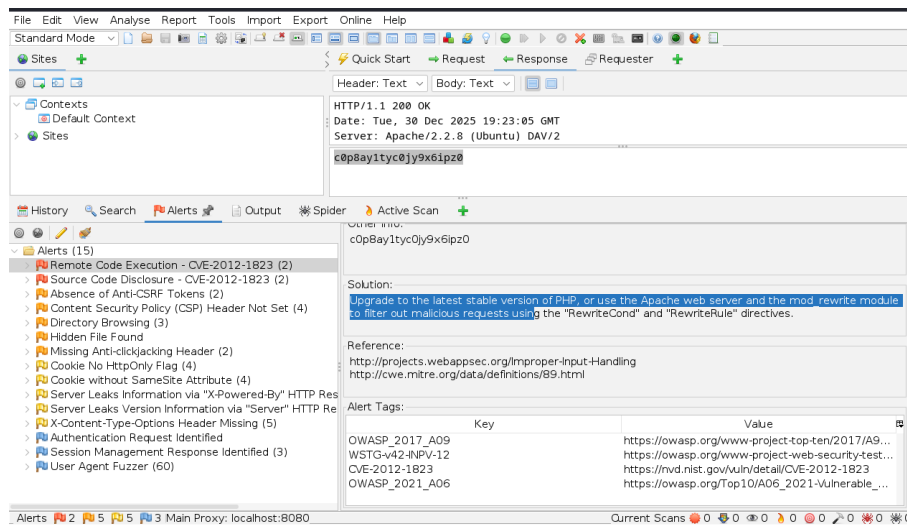 File Edit View Analyse Report Tools Import Export Online Help
Standard Mode
Sites
Quick Start Request Response Requester
Header: Text Body: Text
Contexts
Default Context
Sites
HTTP/1.1 200 OK
Date: Tue, 30 Dec 2025 19:23:05 GMT
Server: Apache/2.2.8 (Ubuntu) DAV/2
c0p8ay1tyc0jy9x6ipz0
History Search Alerts Output Spider Active Scan
Alerts (15)
Remote Code Execution - CVE-2012-1823 (2)
Source Code Disclosure - CVE-2012-1823 (2)
Absence of Anti-CSRF Tokens (2)
Content Security Policy (CSP) Header Not Set (4)
Directory Browsing (3)
Hidden File Found
Missing Anti-clickjacking Header (2)
Cookie No HttpOnly Flag (4)
Cookie without SameSite Attribute (4)
Server Leaks Information via "X-Powered-By" HTTP Res
Server Leaks Version Information via "Server" HTTP Re
X-Content-Type-Options Header Missing (5)
Authentication Request Identified
Session Management Response Identified (3)
User Agent Fuzzer (60)
Other Info:
c0p8ay1tyc0jy9x6ipz0
Solution:
Upgrade to the latest stable version of PHP, or use the Apache web server and the mod_rewrite module
to filter out malicious requests using the "RewriteCond" and "RewriteRule" directives.
Reference:
http://projects.webappsec.org/Improper-Input-Handling
http://cwe.mitre.org/data/definitions/89.html
Alert Tags:
Key Value
OWASP_2017_A09 https://owasp.org/www-project-top-ten/2017/A9...
WSTG-v42-INPV-12 https://owasp.org/www-project-web-security-test...
CVE-2012-1823 https://nvd.nist.gov/vuln/detail/CVE-2012-1823
OWASP_2021_A06 https://owasp.org/Top10/A06_2021-Vulnerable_...
Alerts 2 5 5 3 Main Proxy: localhost:8080 Current Scans 0 0 0 0 0 0 0